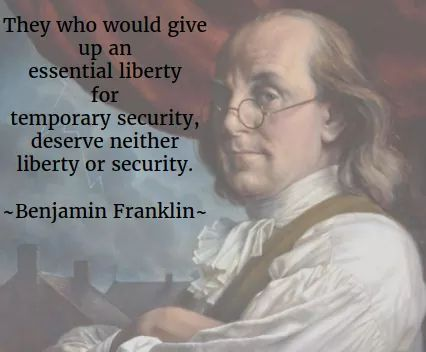 They who would give
up an
essential liberty
for
temporary security,
deserve neither
liberty or security.
~Benjamin Franklin~